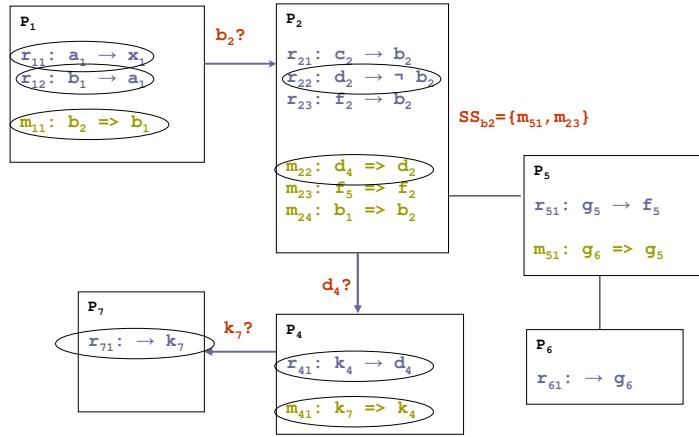 P₁
r₁₁: a₁ → x₁
r₁₂: b₁ → a₁
m₁₁: b₂ => b₁
b₂?
P₂
r₂₁: c₂ → b₂
r₂₂: d₂ → ¬ b₂
r₂₃: f₂ → b₂
m₂₂: d₄ => d₂
m₂₃: f₅ => f₂
m₂₄: b₁ => b₂
SS_b2={m₅₁,m₂₃}
P₅
r₅₁: g₅ → f₅
m₅₁: g₆ => g₅
d₄?
P₇
r₇₁: → k₇
k₇?
P₄
r₄₁: k₄ → d₄
m₄₁: k₇ => k₄
P₆
r₆₁: → g₆